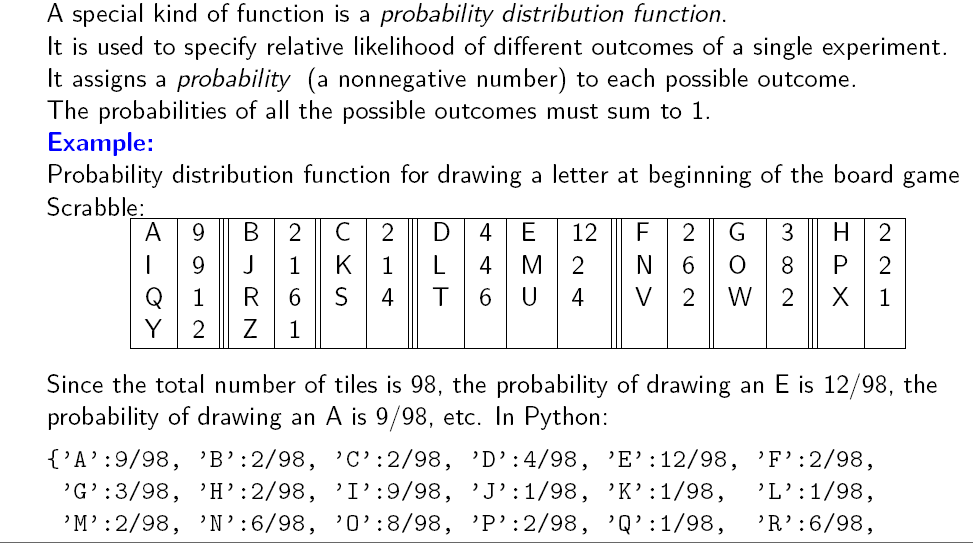 A special kind of function is a probability distribution function.
It is used to specify relative likelihood of different outcomes of a single experiment.
It assigns a probability (a nonnegative number) to each possible outcome.
The probabilities of all the possible outcomes must sum to 1.
Example:
Probability distribution function for drawing a letter at beginning of the board game
Scrabble:
A 9 B 2 C 2 D 4 E 12 F 2 G 3 H 2
I 9 J 1 K 1 L 4 M 2 N 6 O 8 P 2
Q 1 R 6 S 4 T 6 U 4 V 2 W 2 X 1
Y 2 Z 1
Since the total number of tiles is 98, the probability of drawing an E is 12/98, the
probability of drawing an A is 9/98, etc. In Python:
{'A':9/98, 'B':2/98, 'C':2/98, 'D':4/98, 'E':12/98, 'F':2/98,
'G':3/98, 'H':2/98, 'I':9/98, 'J':1/98, 'K':1/98, 'L':1/98,
'M':2/98, 'N':6/98, 'O':8/98, 'P':2/98, 'Q':1/98, 'R':6/98,